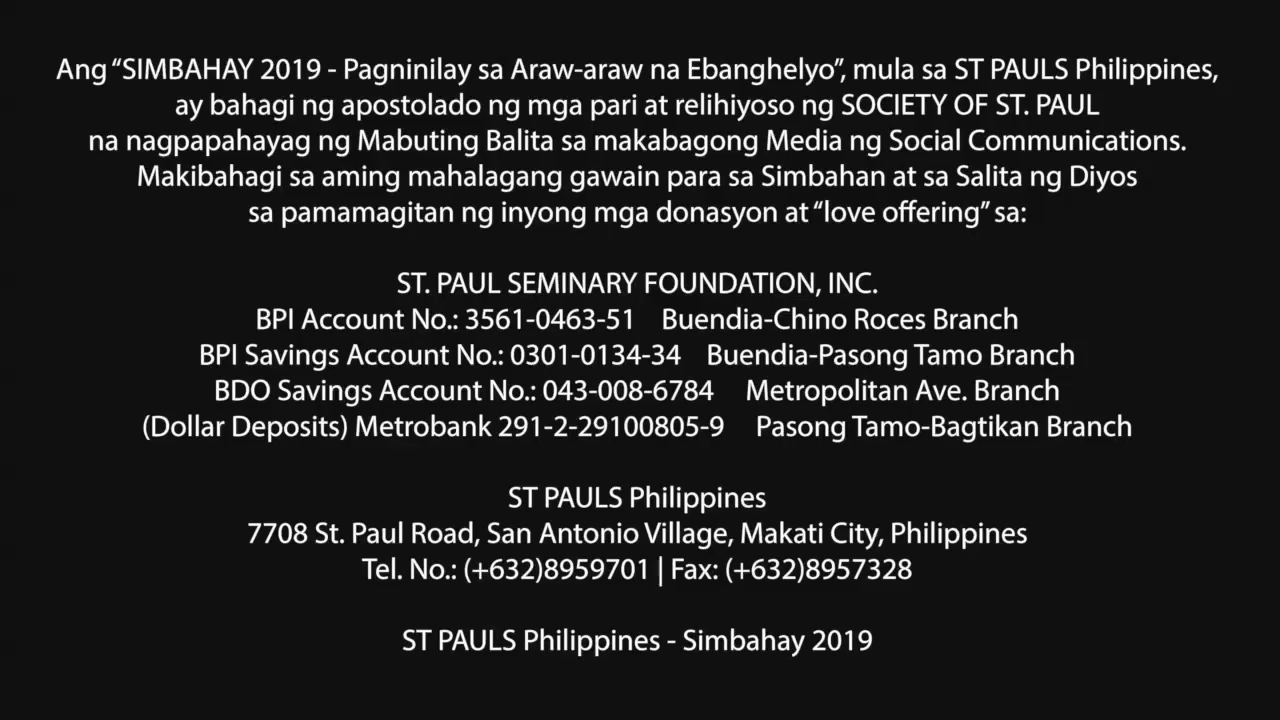 Ang “SIMBAHAY 2019 - Pagninilay sa Araw-araw na Ebanghelyo”, mula sa ST PAULS Philippines,
ay bahagi ng apostolado ng mga pari at relihiyoso ng SOCIETY OF ST. PAUL
na nagpapahayag ng Mabuting Balita sa makabagong Media ng Social Communications.
Makibahagi sa aming mahalagang gawain para sa Simbahan at sa Salita ng Diyos
sa pamamagitan ng inyong mga donasyon at “love offering” sa:
ST. PAUL SEMINARY FOUNDATION, INC.
BPI Account No.: 3561-0463-51 Buendia-Chino Roces Branch
BPI Savings Account No.: 0301-0134-34 Buendia-Pasong Tamo Branch
BDO Savings Account No.: 043-008-6784 Metropolitan Ave. Branch
(Dollar Deposits) Metrobank 291-2-29100805-9 Pasong Tamo-Bagtikan Branch
ST PAULS Philippines
7708 St. Paul Road, San Antonio Village, Makati City, Philippines
Tel. No.: (+632)8959701 | Fax: (+632)8957328
ST PAULS Philippines - Simbahay 2019